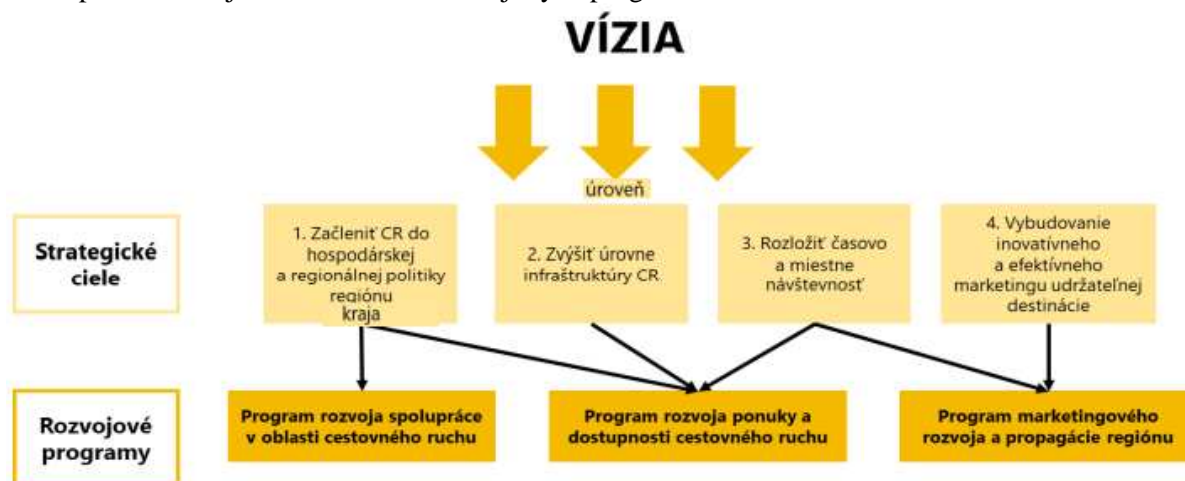 VÍZIA
úroveň
Strategické
ciele
1. Začleniť CR do
hospodárskej
a regionálnej politiky
regiónu
kraja
2. Zvýšiť úrovne
infraštruktúry CR
3. Rozložiť časovo
a miestne
návštevnosť
4. Vybudovanie
inovatívneho
a efektívneho
marketingu udržateľnej
destinácie
Rozvojové
programy
Program rozvoja spolupráce
v oblasti cestovného ruchu
Program rozvoja ponuky a
dostupnosti cestovného ruchu
Program marketingového
rozvoja a propagácie regiónu